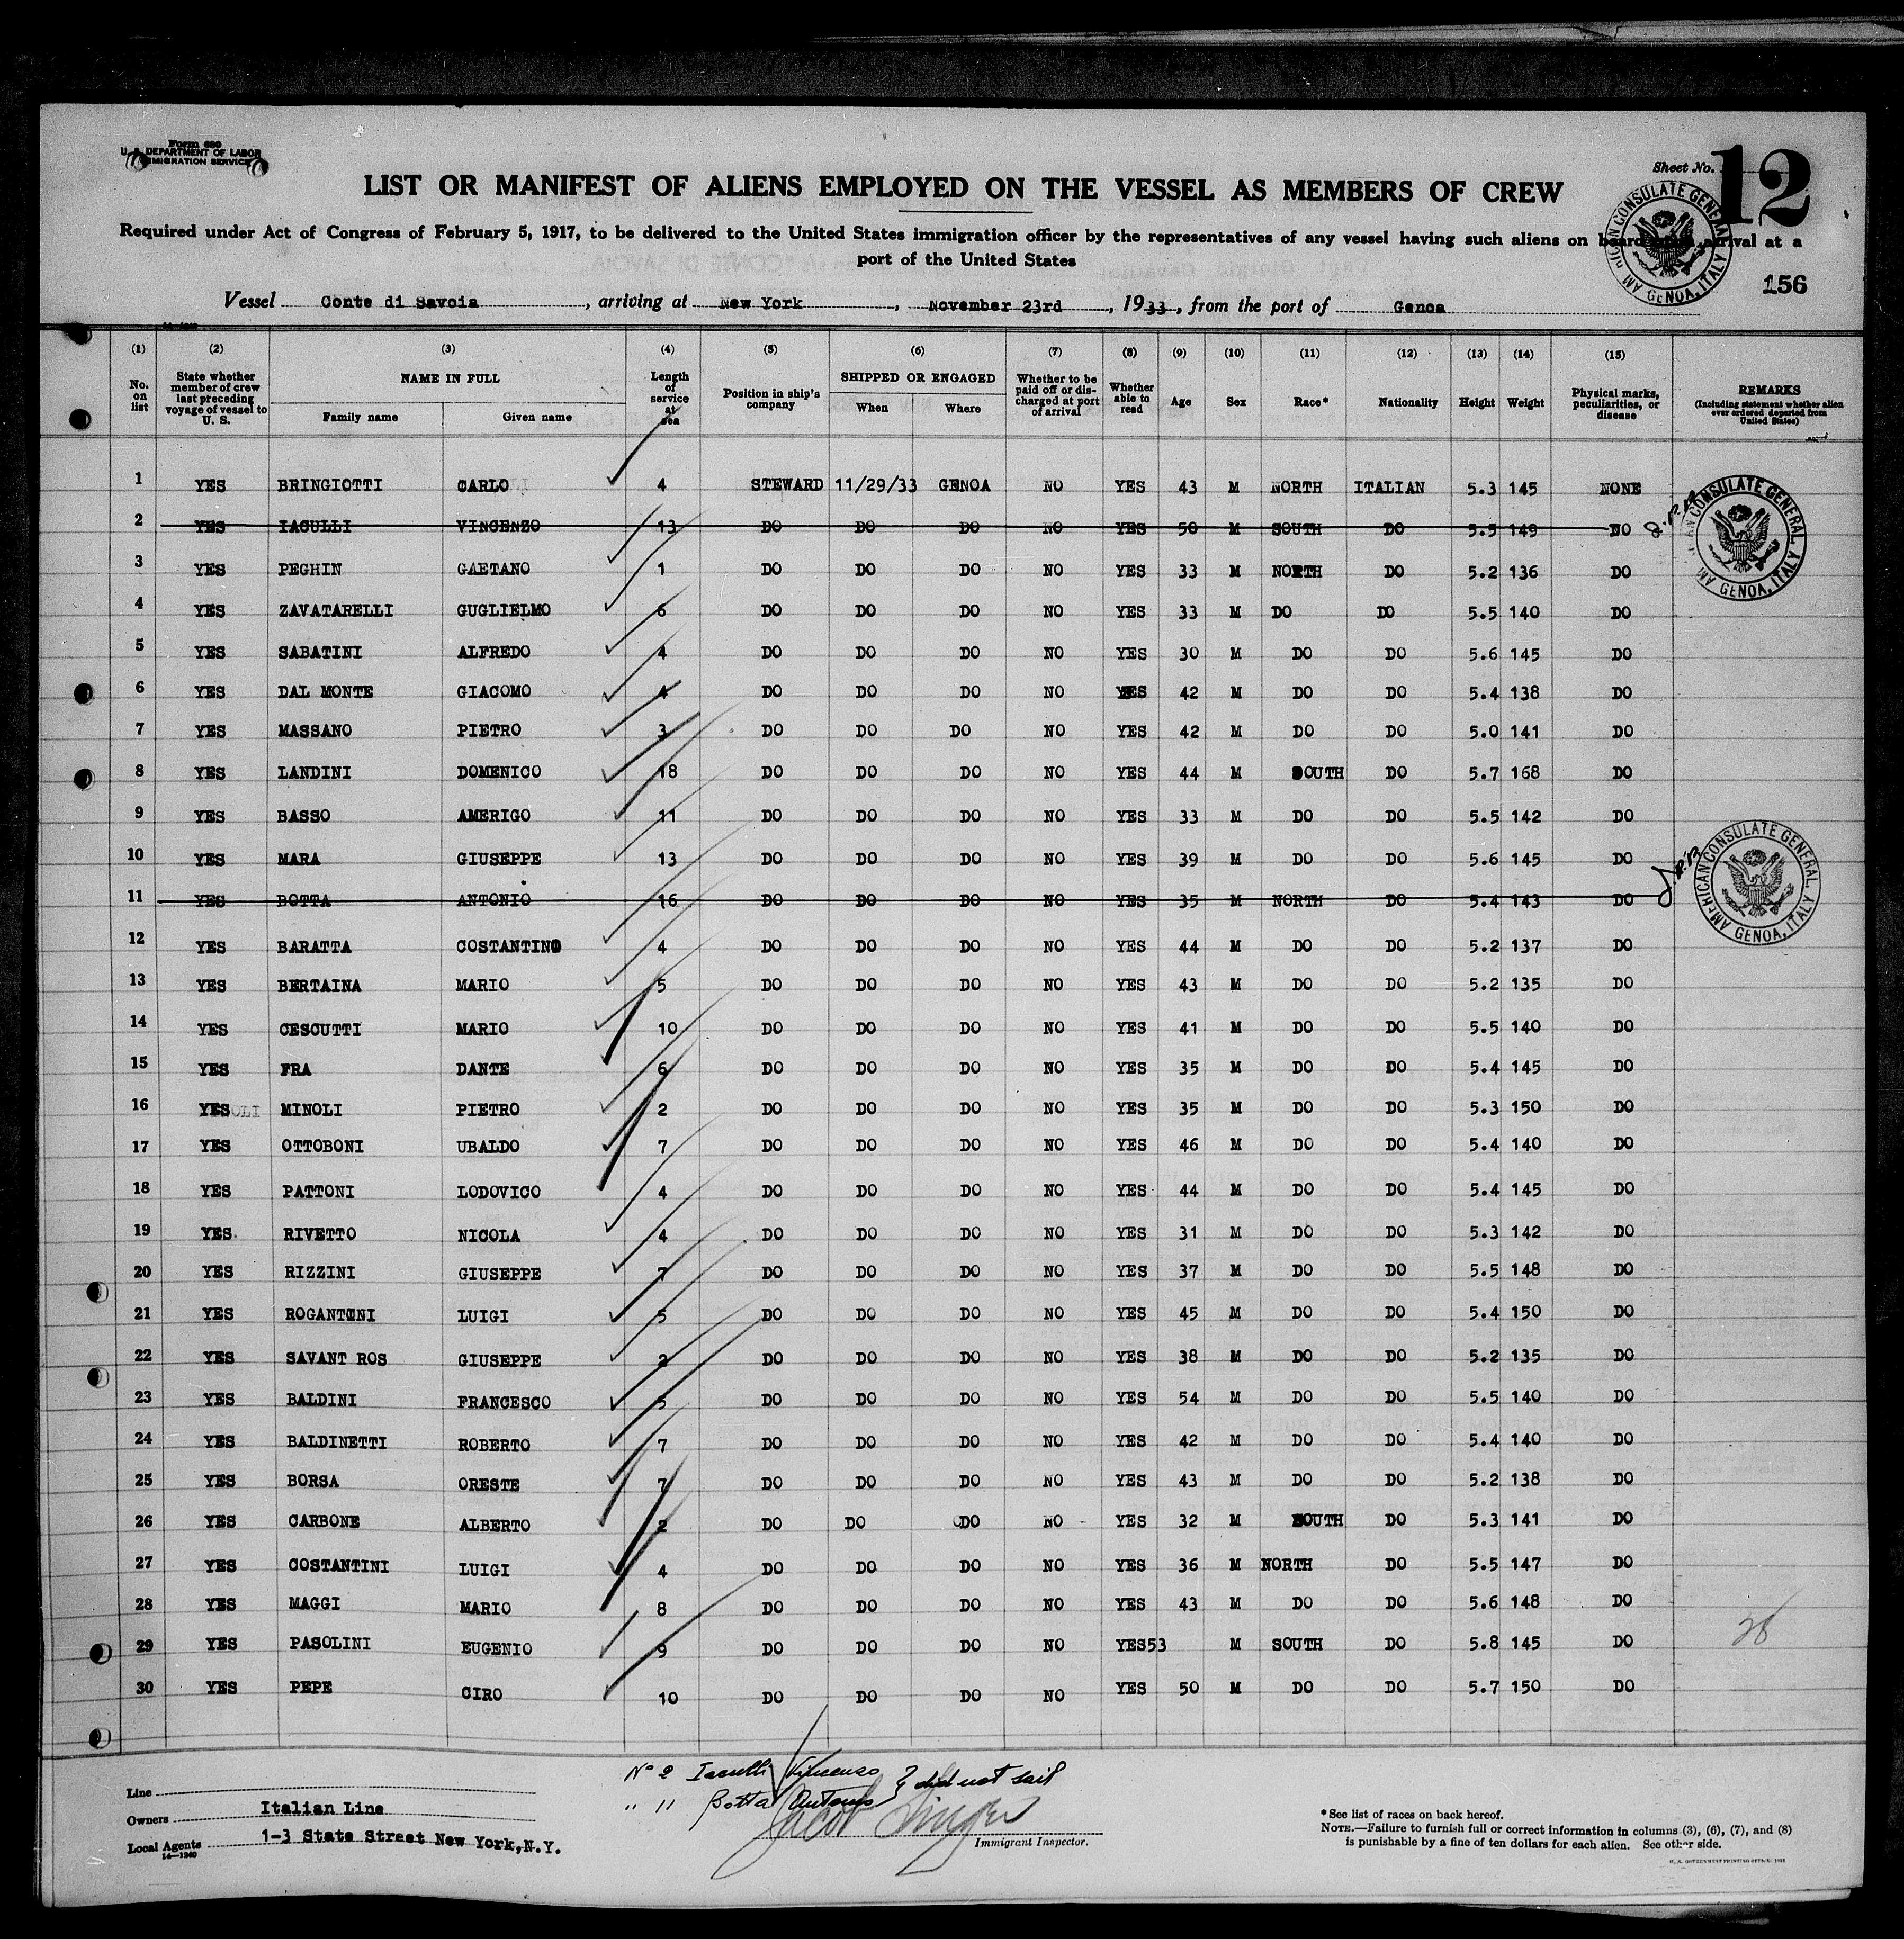 Form 680
U. S. DEPARTMENT OF LABOR
IMMIGRATION SERVICE
Sheet No. 12
LIST OR MANIFEST OF ALIENS EMPLOYED ON THE VESSEL AS MEMBERS OF CREW
Required under Act of Congress of February 5, 1917, to be delivered to the United States immigration officer by the representatives of any vessel having such aliens on board upon arrival at a
port of the United States
AMERICAN CONSULATE GENERAL GENOA, ITALY
156
Vessel Conte di Savoia, arriving at New York, November 23rd, 1933, from the port of Genoa
14—1240
(1) (2) (3) (4) (5) (6) (7) (8) (9) (10) (11) (12) (13) (14) (15)
No. on list | State whether member of crew last preceding voyage of vessel to U. S. | NAME IN FULL Family name Given name | Length of service at sea | Position in ship's company | SHIPPED OR ENGAGED When Where | Whether to be paid off or discharged at port of arrival | Whether able to read | Age | Sex | Race* | Nationality | Height | Weight | Physical marks, peculiarities, or disease | REMARKS (Including statement whether alien ever ordered deported from United States)
1 YES BRINGIOTTI CARLO 4 STEWARD 11/29/33 GENOA NO YES 43 M NORTH ITALIAN 5.3 145 NONE
2 YES IACULLI VINCENZO 13 DO DO DO NO YES 50 M SOUTH DO 5.5 149 DO
3 YES PEGHIN GAETANO 1 DO DO DO NO YES 33 M NORTH DO 5.2 136 DO
4 YES ZAVATARELLI GUGLIELMO 6 DO DO DO NO YES 33 M DO DO 5.5 140 DO
5 YES SABATINI ALFREDO 4 DO DO DO NO YES 30 M DO DO 5.6 145 DO
6 YES DAL MONTE GIACOMO 4 DO DO DO NO YES 42 M DO DO 5.4 138 DO
7 YES MASSANO PIETRO 3 DO DO DO NO YES 42 M DO DO 5.0 141 DO
8 YES LANDINI DOMENICO 18 DO DO DO NO YES 44 M SOUTH DO 5.7 168 DO
9 YES BASSO AMERIGO 11 DO DO DO NO YES 33 M DO DO 5.5 142 DO
10 YES MARA GIUSEPPE 13 DO DO DO NO YES 39 M DO DO 5.6 145 DO
11 YES BOTTA ANTONIO 16 DO DO DO NO YES 35 M NORTH DO 5.4 143 DO
12 YES BARATTA COSTANTINO 4 DO DO DO NO YES 44 M DO DO 5.2 137 DO
13 YES BERTAINA MARIO 5 DO DO DO NO YES 43 M DO DO 5.2 135 DO
14 YES CESCUTTI MARIO 10 DO DO DO NO YES 41 M DO DO 5.5 140 DO
15 YES FRA DANTE 6 DO DO DO NO YES 35 M DO DO 5.4 145 DO
16 YES MINOLI PIETRO 2 DO DO DO NO YES 35 M DO DO 5.3 150 DO
17 YES OTTOBONI UBALDO 7 DO DO DO NO YES 46 M DO DO 5.4 140 DO
18 YES PATTONI LODOVICO 4 DO DO DO NO YES 44 M DO DO 5.4 145 DO
19 YES. RIVETTO NICOLA 4 DO DO DO NO YES 31 M DO DO 5.3 142 DO
20 YES RIZZINI GIUSEPPE 7 DO DO DO NO YES 37 M DO DO 5.5 148 DO
21 YES ROGANTONI LUIGI 5 DO DO DO NO YES 45 M DO DO 5.4 150 DO
22 YES SAVANT ROS GIUSEPPE 2 DO DO DO NO YES 38 M DO DO 5.2 135 DO
23 YES BALDINI FRANCESCO 5 DO DO DO NO YES 54 M DO DO 5.5 140 DO
24 YES BALDINETTI ROBERTO 7 DO DO DO NO YES 42 M DO DO 5.4 140 DO
25 YES BORSA ORESTE 7 DO DO DO NO YES 43 M DO DO 5.2 138 DO
26 YES CARBONE ALBERTO 2 DO DO DO NO - YES 32 M SOUTH DO 5.3 141 DO
27 YES COSTANTINI LUIGI 4 DO DO DO NO YES 36 M NORTH DO 5.5 147 DO
28 YES MAGGI MARIO 8 DO DO DO NO YES 43 M DO DO 5.6 148 DO
29 YES PASOLINI EUGENIO 9 DO DO DO NO YES 53 M SOUTH DO 5.8 145 DO
30 YES PEPE CIRO 10 DO DO DO NO YES 50 M DO DO 5.7 150 DO
AMERICAN CONSULATE GENERAL GENOA, ITALY
AMERICAN CONSULATE GENERAL GENOA, ITALY
28
No 2 Iaculli Vincenzo } did not sail
" 11 Botta Antonio
Jacob Singer
Immigrant Inspector.
Line
Owners Italian Line
Local Agents 1-3 State Street New York,N.Y.
14—1240
* See list of races on back hereof.
NOTE.—Failure to furnish full or correct information in columns (3), (6), (7), and (8)
is punishable by a fine of ten dollars for each alien. See other side.